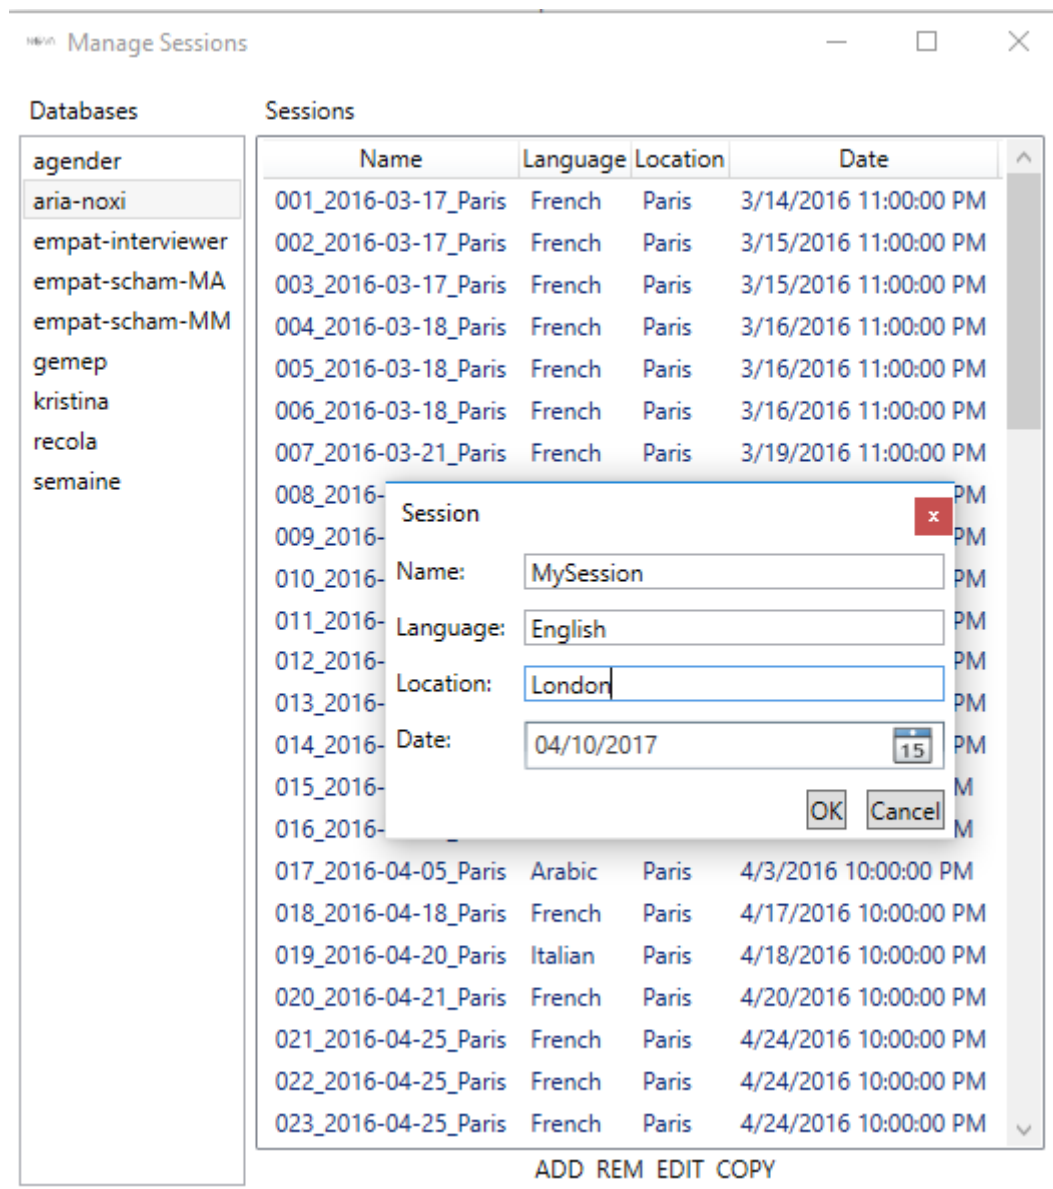 NOVA Manage Sessions
Databases
Sessions
agender
aria-noxi
empat-interviewer
empat-scham-MA
empat-scham-MM
gemep
kristina
recola
semaine
Name Language Location Date
001_2016-03-17_Paris French Paris 3/14/2016 11:00:00 PM
002_2016-03-17_Paris French Paris 3/15/2016 11:00:00 PM
003_2016-03-17_Paris French Paris 3/15/2016 11:00:00 PM
004_2016-03-18_Paris French Paris 3/16/2016 11:00:00 PM
005_2016-03-18_Paris French Paris 3/16/2016 11:00:00 PM
006_2016-03-18_Paris French Paris 3/16/2016 11:00:00 PM
007_2016-03-21_Paris French Paris 3/19/2016 11:00:00 PM
008_2016- PM
009_2016- PM
010_2016- PM
011_2016- PM
012_2016- PM
013_2016- PM
014_2016- PM
015_2016- M
016_2016- M
Session x
Name: MySession
Language: English
Location: London
Date: 04/10/2017 15
OK Cancel
017_2016-04-05_Paris Arabic Paris 4/3/2016 10:00:00 PM
018_2016-04-18_Paris French Paris 4/17/2016 10:00:00 PM
019_2016-04-20_Paris Italian Paris 4/18/2016 10:00:00 PM
020_2016-04-21_Paris French Paris 4/20/2016 10:00:00 PM
021_2016-04-25_Paris French Paris 4/24/2016 10:00:00 PM
022_2016-04-25_Paris French Paris 4/24/2016 10:00:00 PM
023_2016-04-25_Paris French Paris 4/24/2016 10:00:00 PM
ADD REM EDIT COPY